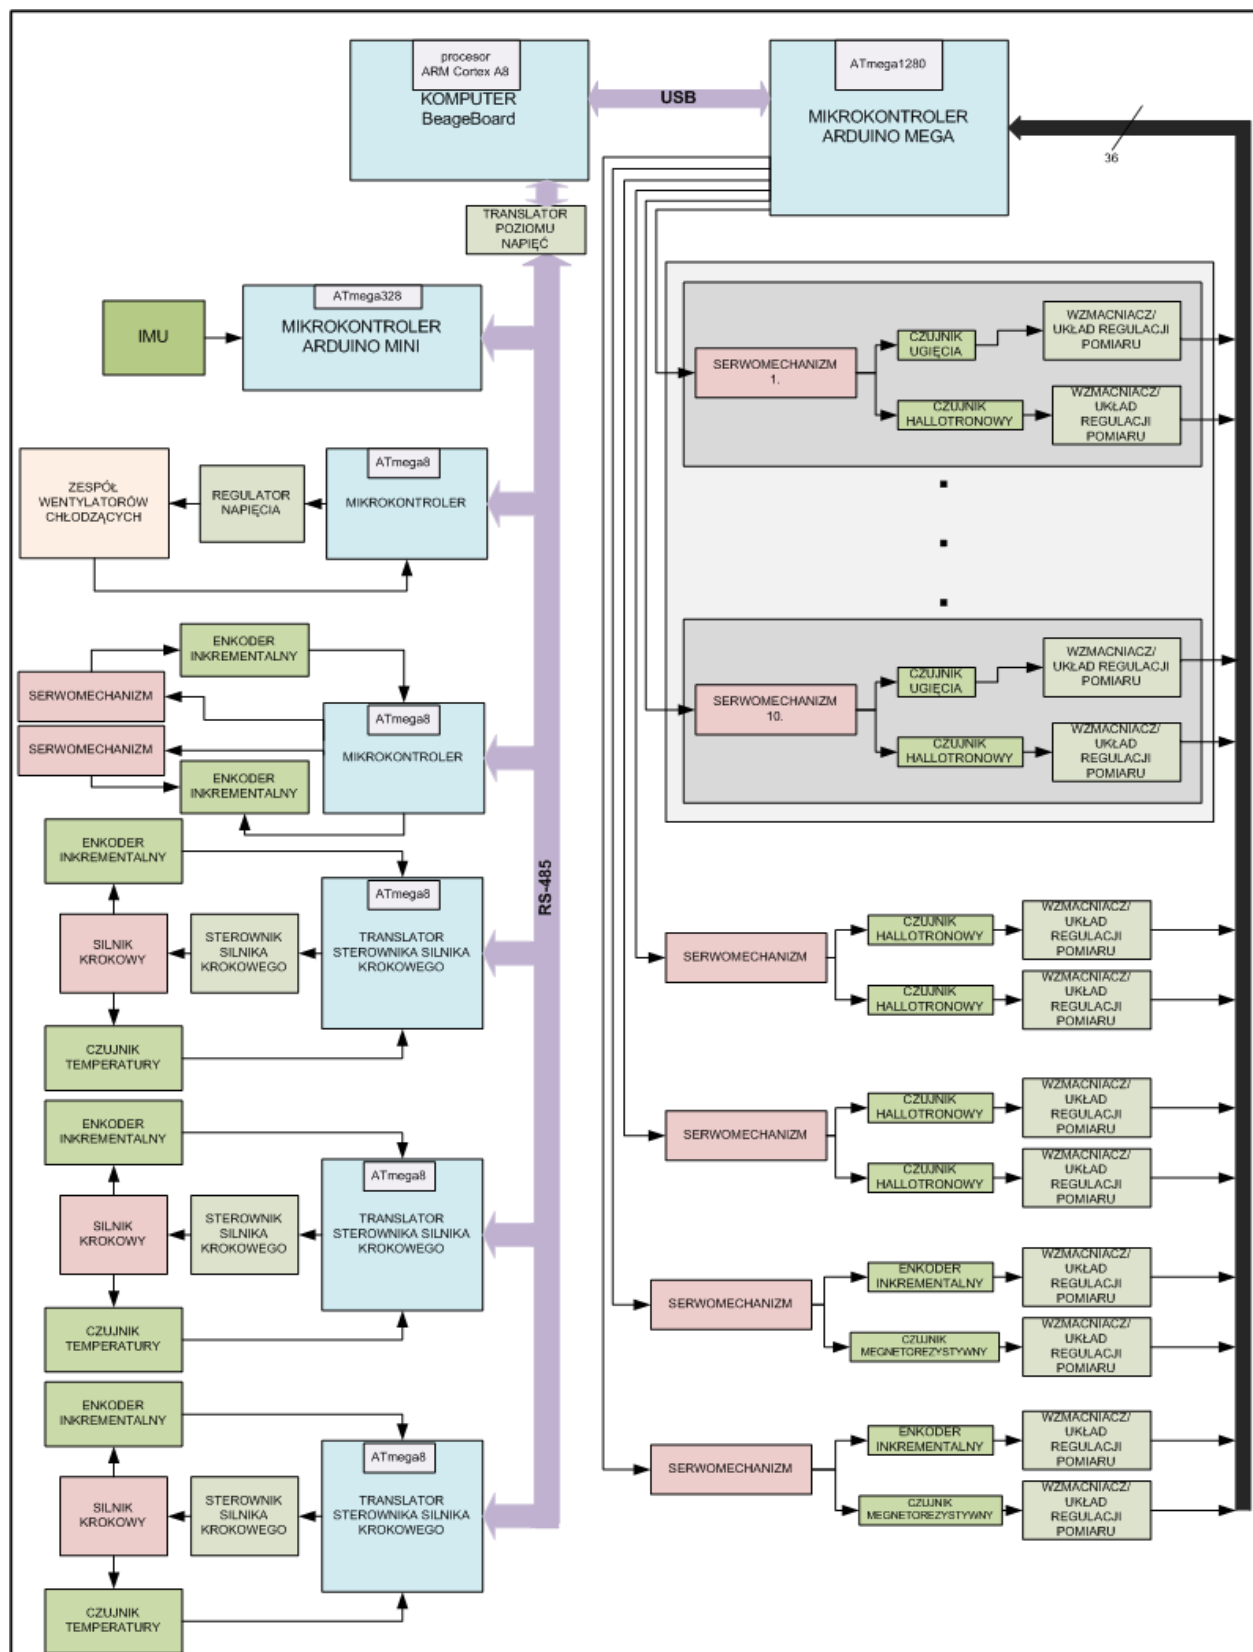 procesor
ARM Cortex A8
KOMPUTER
BeageBoard
USB
ATmega1280
MIKROKONTROLER
ARDUINO MEGA
36
TRANSLATOR
POZIOMU
NAPIĘĆ
IMU
ATmega328
MIKROKONTROLER
ARDUINO MINI
ZESPÓŁ
WENTYLATORÓW
CHŁODZĄCYCH
REGULATOR
NAPIĘCIA
ATmega8
MIKROKONTROLER
ENKODER
INKREMENTALNY
SERWOMECHANIZM
SERWOMECHANIZM
ENKODER
INKREMENTALNY
ATmega8
MIKROKONTROLER
RS-485
ENKODER
INKREMENTALNY
SILNIK
KROKOWY
STEROWNIK
SILNIKA
KROKOWEGO
ATmega8
TRANSLATOR
STEROWNIKA SILNIKA
KROKOWEGO
CZUJNIK
TEMPERATURY
ENKODER
INKREMENTALNY
SILNIK
KROKOWY
STEROWNIK
SILNIKA
KROKOWEGO
ATmega8
TRANSLATOR
STEROWNIKA SILNIKA
KROKOWEGO
CZUJNIK
TEMPERATURY
ENKODER
INKREMENTALNY
SILNIK
KROKOWY
STEROWNIK
SILNIKA
KROKOWEGO
ATmega8
TRANSLATOR
STEROWNIKA SILNIKA
KROKOWEGO
CZUJNIK
TEMPERATURY
SERWOMECHANIZM
1.
CZUJNIK
UGIĘCIA
WZMACNIACZ/
UKŁAD REGULACJI
POMIARU
CZUJNIK
HALLOTRONOWY
WZMACNIACZ/
UKŁAD
REGULACJI
POMIARU
SERWOMECHANIZM
10.
CZUJNIK
UGIĘCIA
WZMACNIACZ/
UKŁAD REGULACJI
POMIARU
CZUJNIK
HALLOTRONOWY
WZMACNIACZ/
UKŁAD
REGULACJI
POMIARU
SERWOMECHANIZM
CZUJNIK
HALLOTRONOWY
WZMACNIACZ/
UKŁAD
REGULACJI
POMIARU
CZUJNIK
HALLOTRONOWY
WZMACNIACZ/
UKŁAD
REGULACJI
POMIARU
SERWOMECHANIZM
CZUJNIK
HALLOTRONOWY
WZMACNIACZ/
UKŁAD
REGULACJI
POMIARU
CZUJNIK
HALLOTRONOWY
WZMACNIACZ/
UKŁAD
REGULACJI
POMIARU
SERWOMECHANIZM
ENKODER
INKREMENTALNY
WZMACNIACZ/
UKŁAD
REGULACJI
POMIARU
CZUJNIK
MEGNETOREZYSTYWNY
WZMACNIACZ/
UKŁAD
REGULACJI
POMIARU
SERWOMECHANIZM
ENKODER
INKREMENTALNY
WZMACNIACZ/
UKŁAD
REGULACJI
POMIARU
CZUJNIK
MEGNETOREZYSTYWNY
WZMACNIACZ/
UKŁAD
REGULACJI
POMIARU